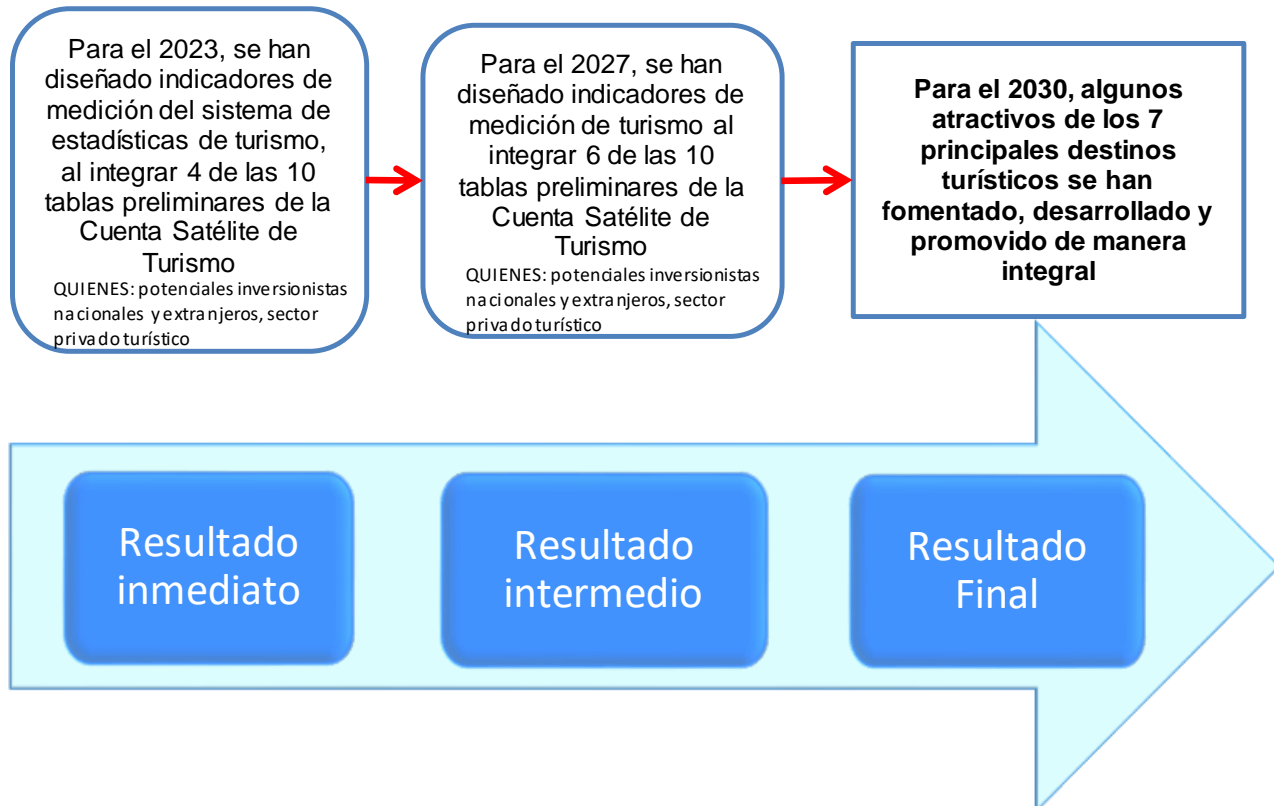 Para el 2023, se han
diseñado indicadores de
medición del sistema de
estadísticas de turismo,
al integrar 4 de las 10
tablas preliminares de la
Cuenta Satélite de
Turismo
QUIENES: potenciales inversionistas
nacionales y extranjeros, sector
privado turístico
Para el 2027, se han
diseñado indicadores de
medición de turismo al
integrar 6 de las 10
tablas preliminares de la
Cuenta Satélite de
Turismo
QUIENES: potenciales inversionistas
nacionales y extranjeros, sector
privado turístico
Para el 2030, algunos
atractivos de los 7
principales destinos
turísticos se han
fomentado, desarrollado y
promovido de manera
integral
Resultado
inmediato
Resultado
intermedio
Resultado
Final